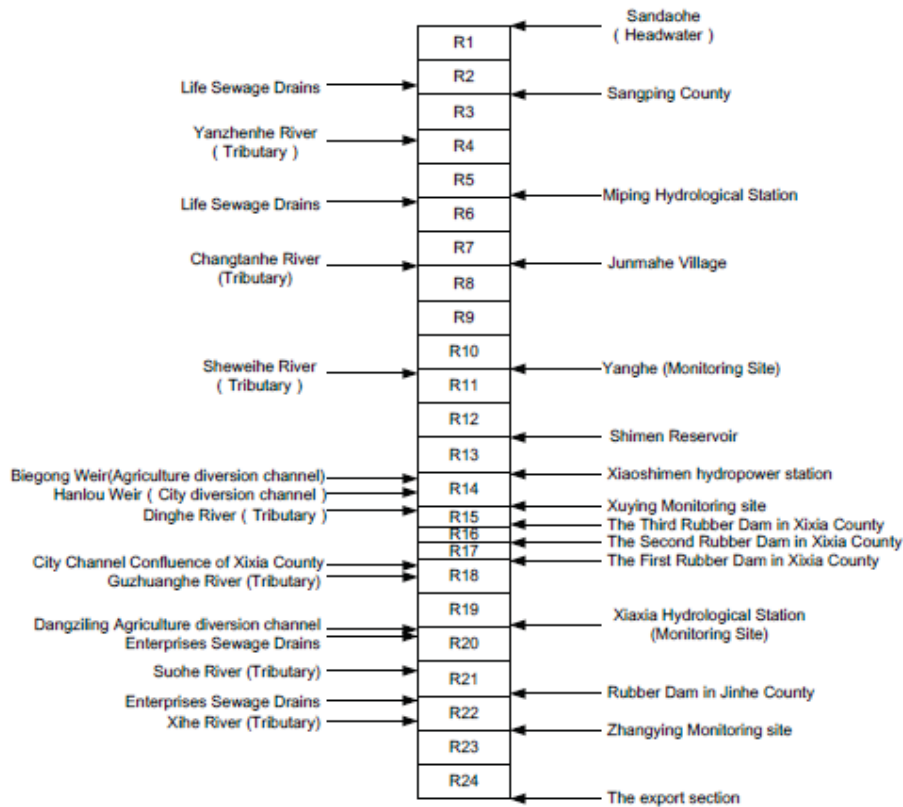 Sandaohe
( Headwater )
R1
R2
Life Sewage Drains
Sangping County
R3
Yanzhenhe River
( Tributary )
R4
R5
Miping Hydrological Station
Life Sewage Drains
R6
R7
Changtanhe River
(Tributary)
Junmahe Village
R8
R9
R10
Sheweihe River
( Tributary )
Yanghe (Monitoring Site)
R11
R12
Shimen Reservoir
R13
Biegong Weir(Agriculture diversion channel)
Xiaoshimen hydropower station
Hanlou Weir ( City diversion channel )
R14
Dinghe River ( Tributary )
Xuying Monitoring site
R15
The Third Rubber Dam in Xixia County
R16
The Second Rubber Dam in Xixia County
R17
The First Rubber Dam in Xixia County
City Channel Confluence of Xixia County
Guzhuanghe River (Tributary)
R18
R19
Xiaxia Hydrological Station
(Monitoring Site)
Dangziling Agriculture diversion channel
Enterprises Sewage Drains
R20
Suohe River (Tributary)
R21
Rubber Dam in Jinhe County
Enterprises Sewage Drains
R22
Xihe River (Tributary)
Zhangying Monitoring site
R23
R24
The export section